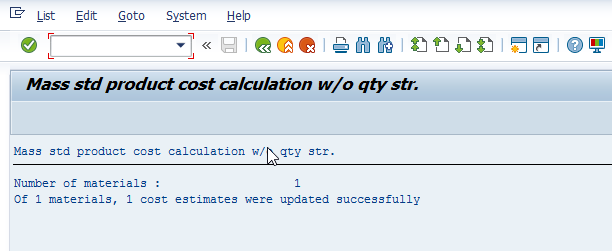 List Edit Goto System Help
Mass std product cost calculation w/o qty str.
Mass std product cost calculation w/ qty str.
Number of materials : 1
Of 1 materials, 1 cost estimates were updated successfully